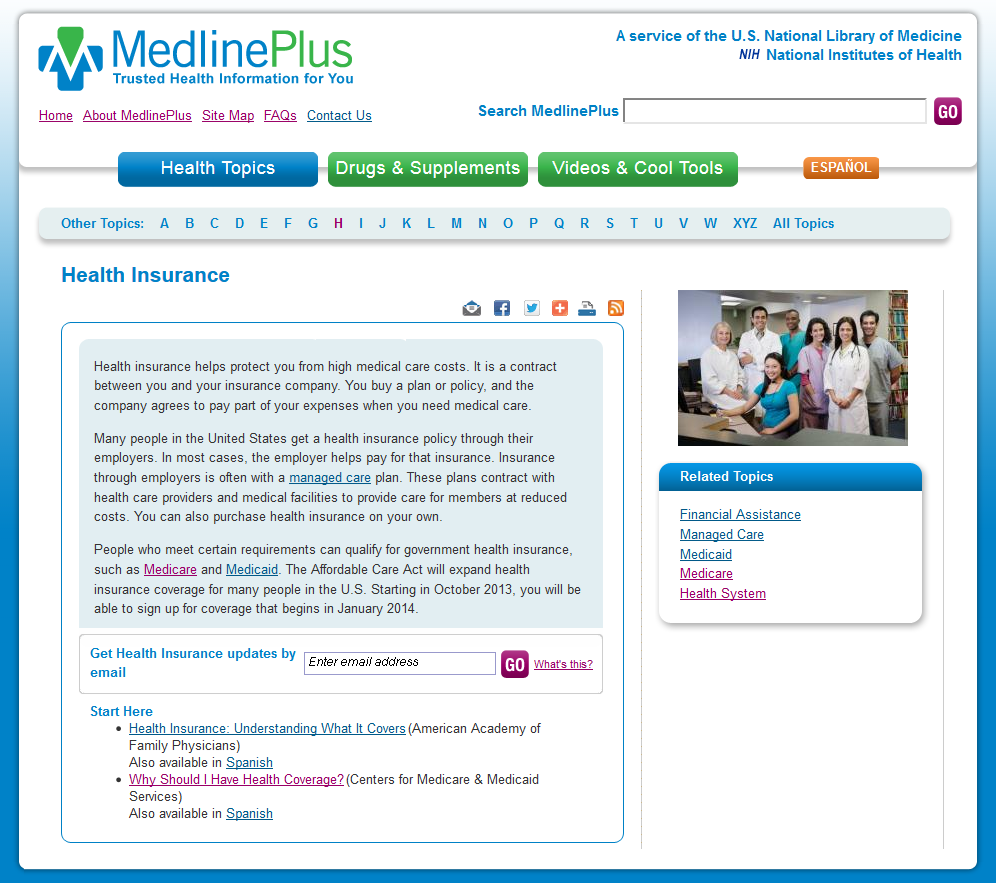 MedlinePlus
Trusted Health Information for You
A service of the U.S. National Library of Medicine
NIH National Institutes of Health
Home About MedlinePlus Site Map FAQs Contact Us
Search MedlinePlus GO
Health Topics Drugs & Supplements Videos & Cool Tools ESPAÑOL
Other Topics: A B C D E F G H I J K L M N O P Q R S T U V W XYZ All Topics
Health Insurance
Health insurance helps protect you from high medical care costs. It is a contract
between you and your insurance company. You buy a plan or policy, and the
company agrees to pay part of your expenses when you need medical care.
Many people in the United States get a health insurance policy through their
employers. In most cases, the employer helps pay for that insurance. Insurance
through employers is often with a managed care plan. These plans contract with
health care providers and medical facilities to provide care for members at reduced
costs. You can also purchase health insurance on your own.
People who meet certain requirements can qualify for government health insurance,
such as Medicare and Medicaid. The Affordable Care Act will expand health
insurance coverage for many people in the U.S. Starting in October 2013, you will be
able to sign up for coverage that begins in January 2014.
Get Health Insurance updates by
email
Enter email address GO What's this?
Start Here
• Health Insurance: Understanding What It Covers (American Academy of
Family Physicians)
Also available in Spanish
• Why Should I Have Health Coverage? (Centers for Medicare & Medicaid
Services)
Also available in Spanish
Related Topics
Financial Assistance
Managed Care
Medicaid
Medicare
Health System